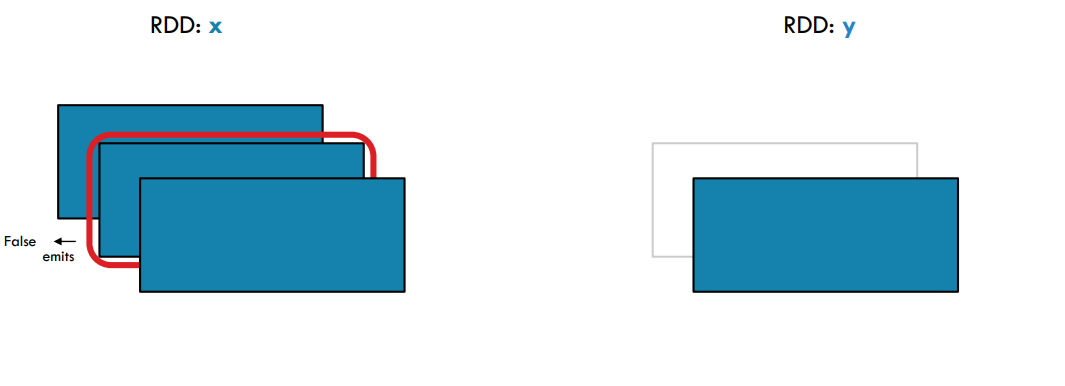 RDD: x
RDD: y
False
emits